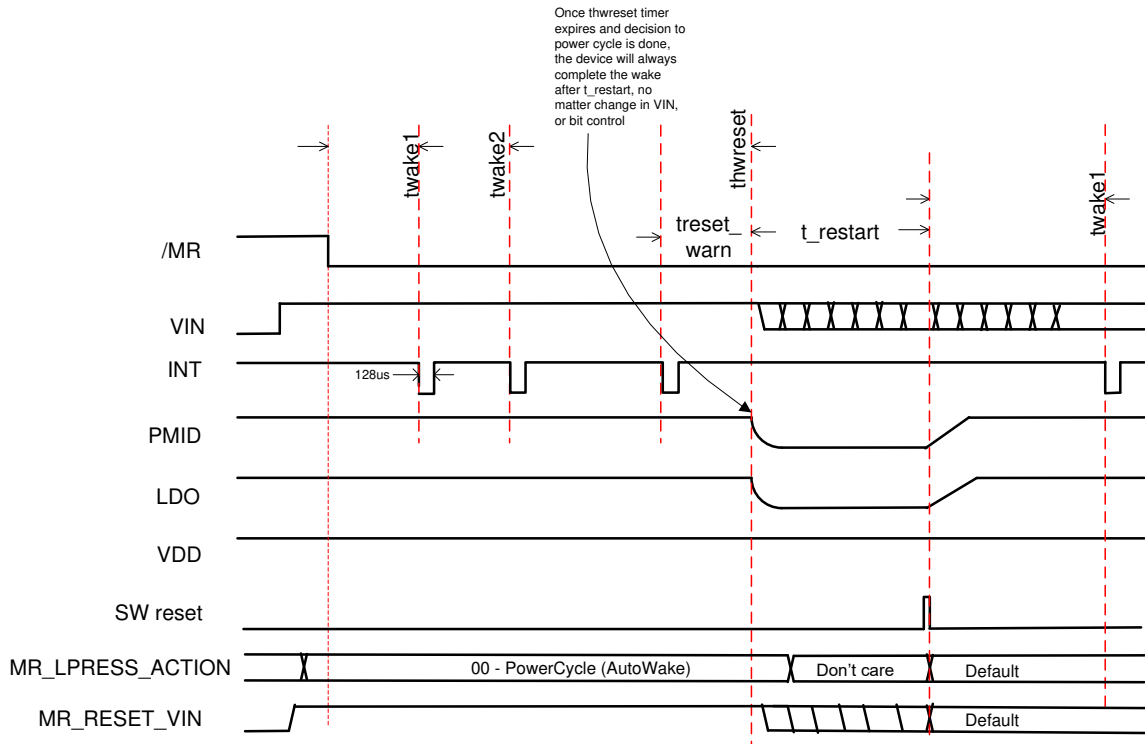 Once thwreset timer
expires and decision to
power cycle is done,
the device will always
complete the wake
after t_restart, no
matter change in VIN,
or bit control
twake1
twake2
thwreset
twake1
treset_
warn
t_restart
/MR
VIN
INT
128us
PMID
LDO
VDD
SW reset
MR_LPRESS_ACTION
00 - PowerCycle (AutoWake)
Don't care
Default
MR_RESET_VIN
Default